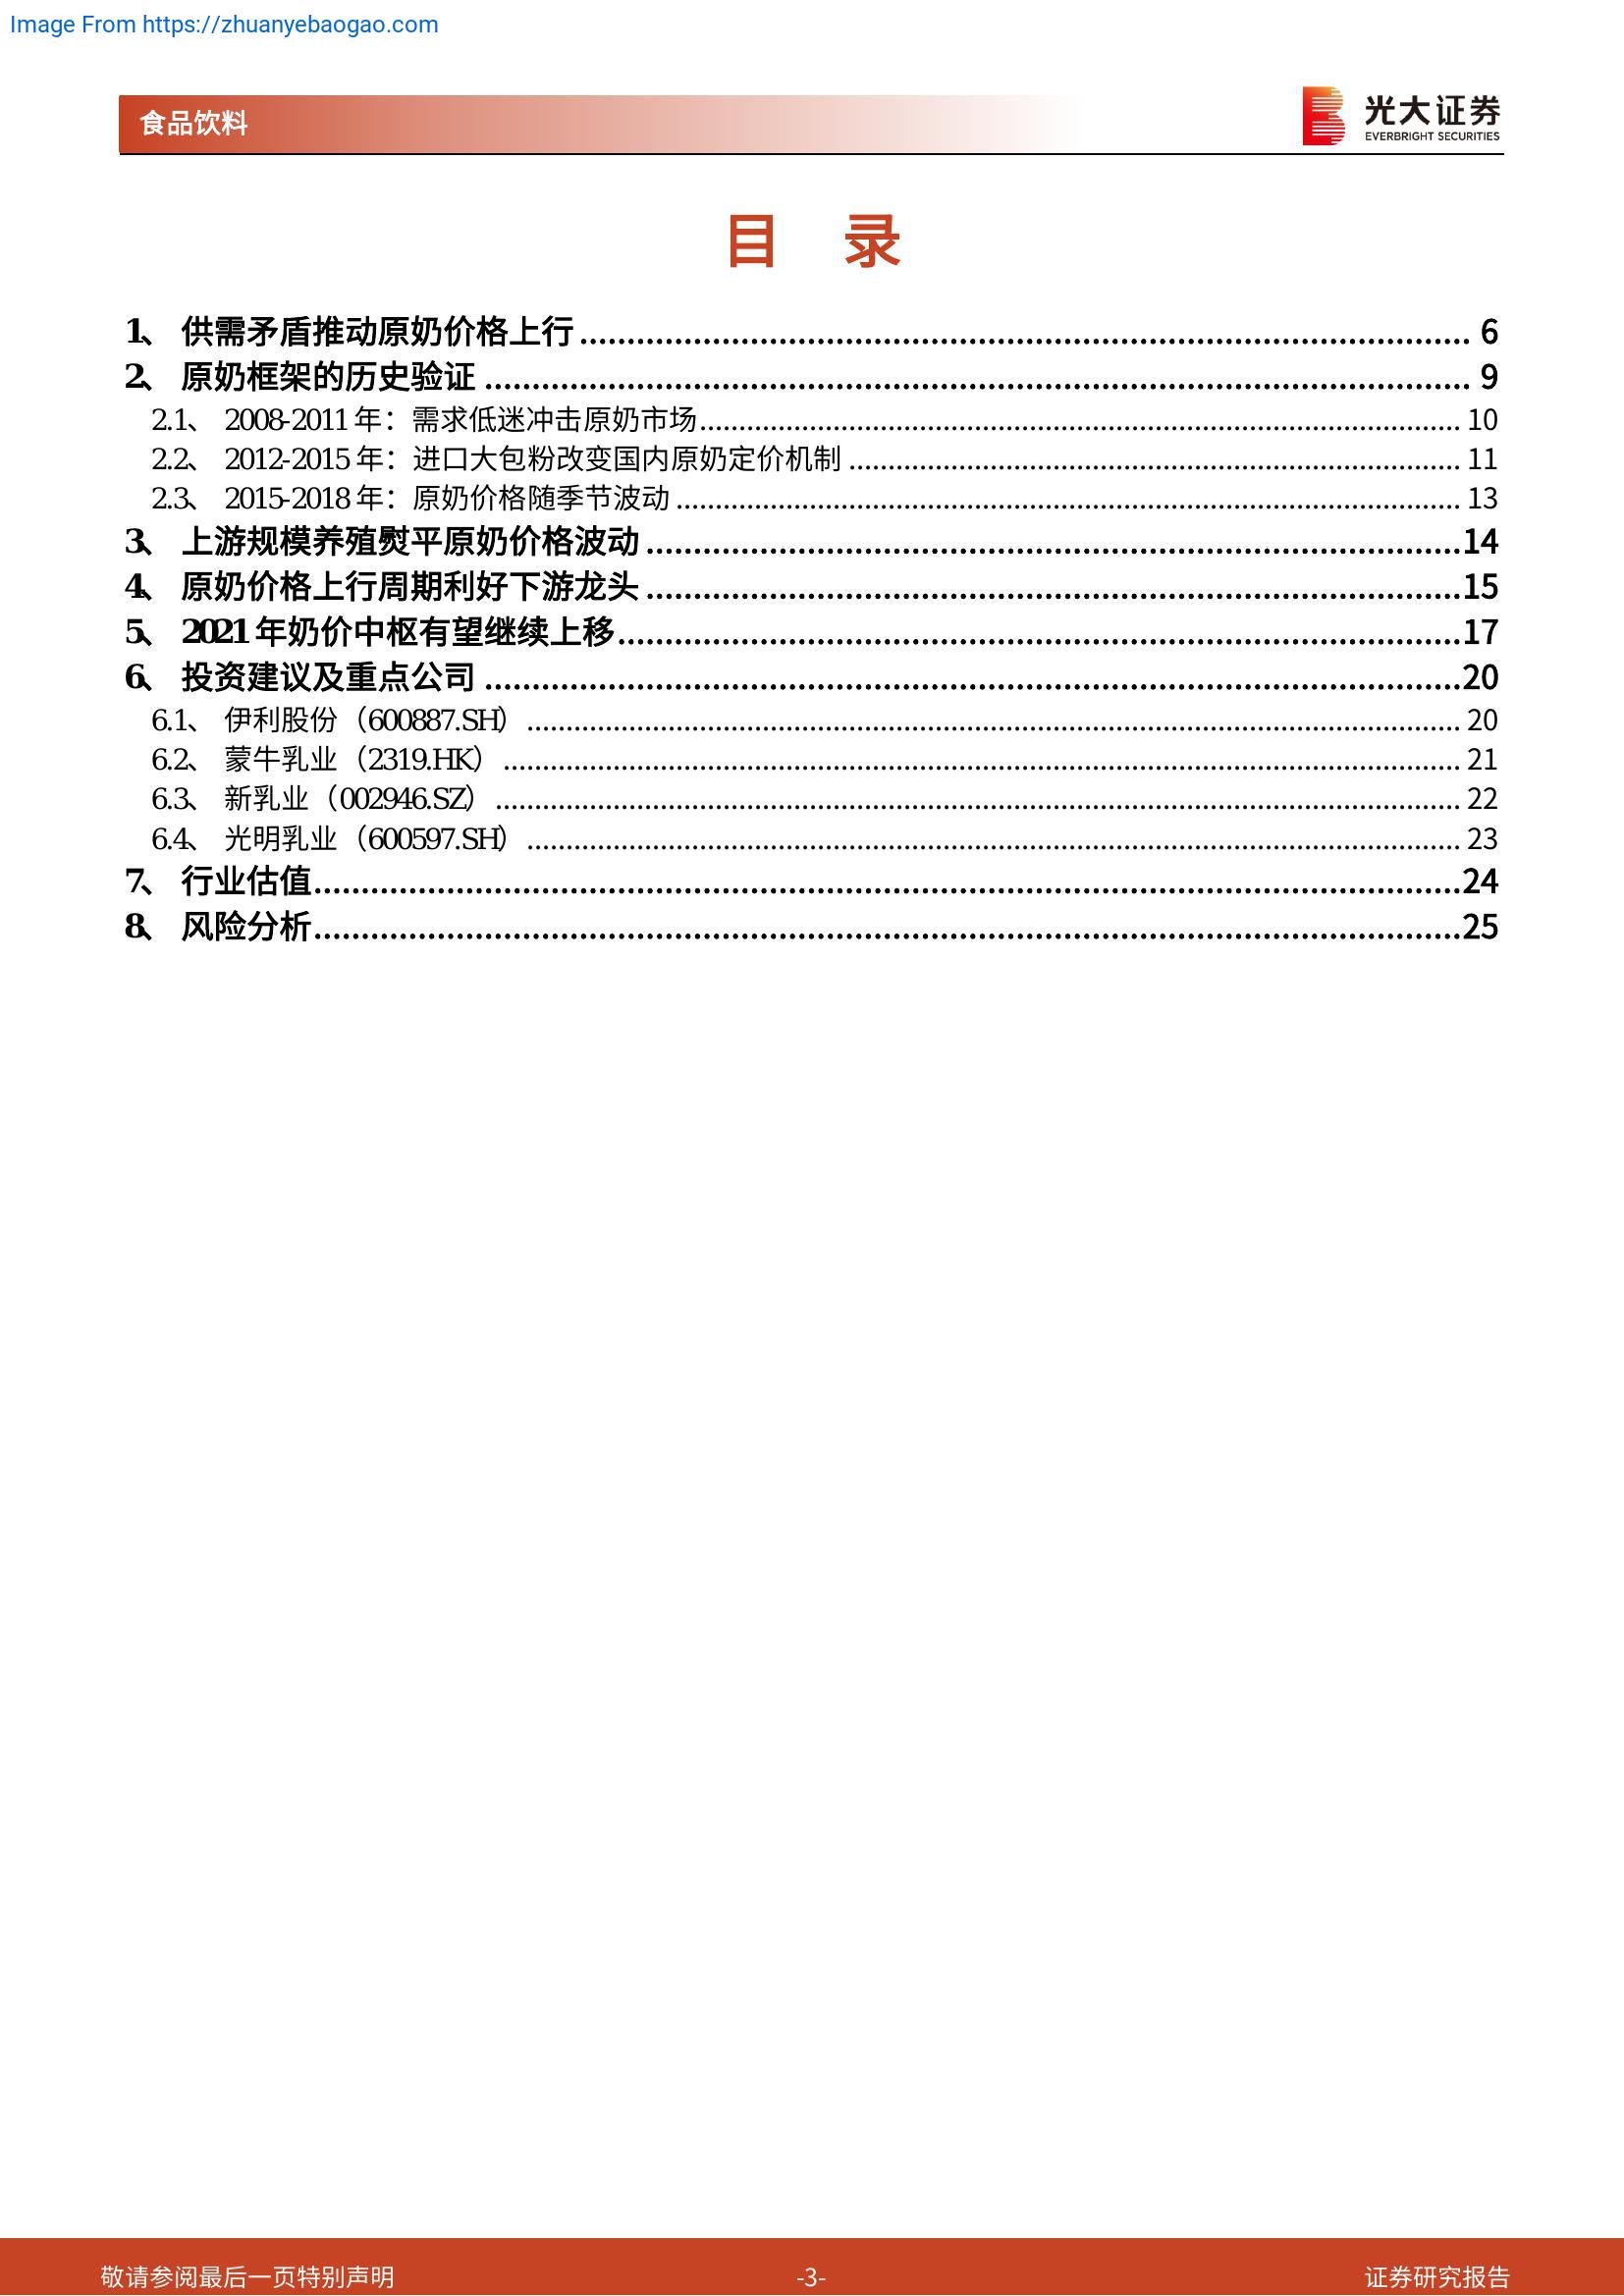 Image From https://zhuanyebaogao.com
食品饮料
光大证券
EVERBRIGHT SECURITIES
目 录
1、 供需矛盾推动原奶价格上行 6
2、 原奶框架的历史验证 9
2.1、 2008-2011 年：需求低迷冲击原奶市场 10
2.2、 2012-2015 年：进口大包粉改变国内原奶定价机制 11
2.3、 2015-2018 年：原奶价格随季节波动 13
3、 上游规模养殖熨平原奶价格波动 14
4、 原奶价格上行周期利好下游龙头 15
5、 2021 年奶价中枢有望继续上移 17
6、 投资建议及重点公司 20
6.1、 伊利股份（600887.SH） 20
6.2、 蒙牛乳业（2319.HK） 21
6.3、 新乳业（002946.SZ） 22
6.4、 光明乳业（600597.SH） 23
7、 行业估值 24
8、 风险分析 25
敬请参阅最后一页特别声明 -3- 证券研究报告